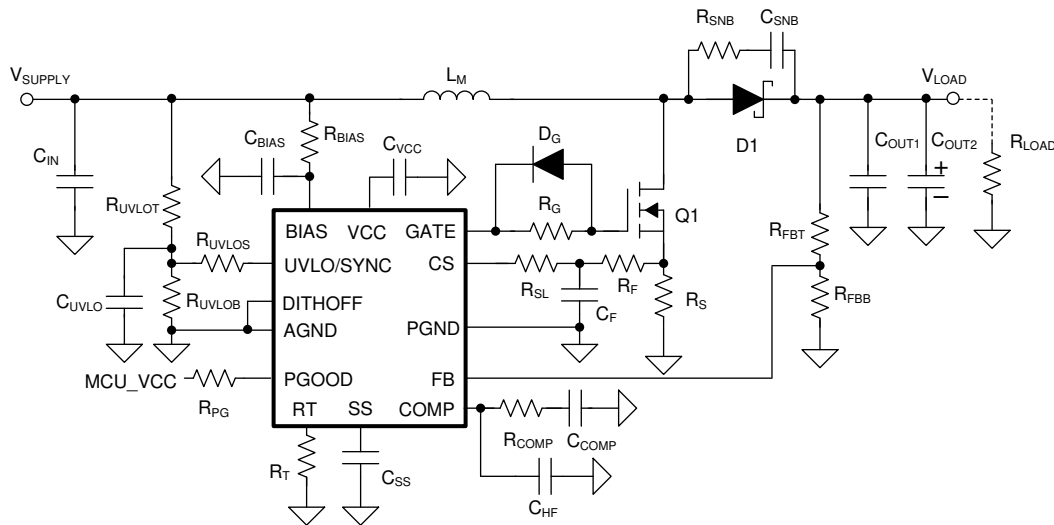 RSNB
CSNB
VSUPPLY
LM
VLOAD
D1
CIN
CBIAS
RBIAS
CVCC
DG
COUT1
COUT2
+
–
RLOAD
RUVLOT
RG
Q1
BIAS
VCC
GATE
RUVLOS
UVLO/SYNC
CS
RFBT
CUVLO
RUVLOB
DITHOFF
RSL
RF
RS
RFBB
CF
AGND
PGND
MCU_VCC
PGOOD
FB
RPG
RT
SS
COMP
RCOMP
CCOMP
RT
CSS
CHF